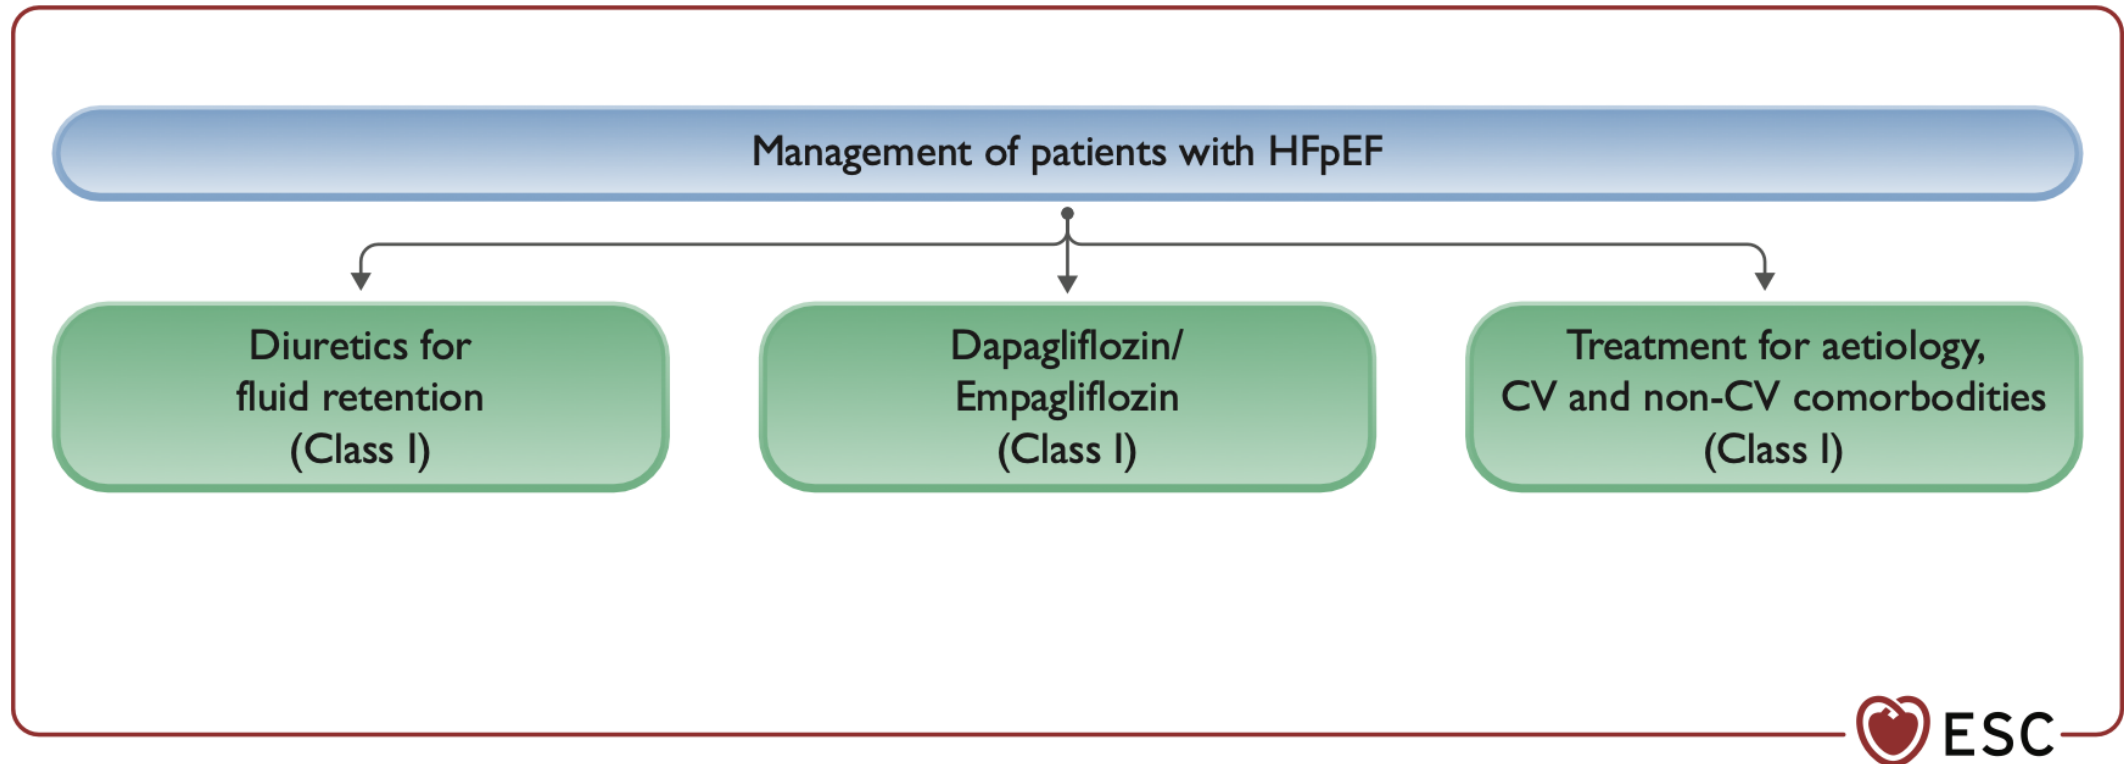 Management of patients with HFpEF
Diuretics for
fluid retention
(Class I)
Dapagliflozin/
Empagliflozin
(Class I)
Treatment for aetiology,
CV and non-CV comorbodities
(Class I)
ESC